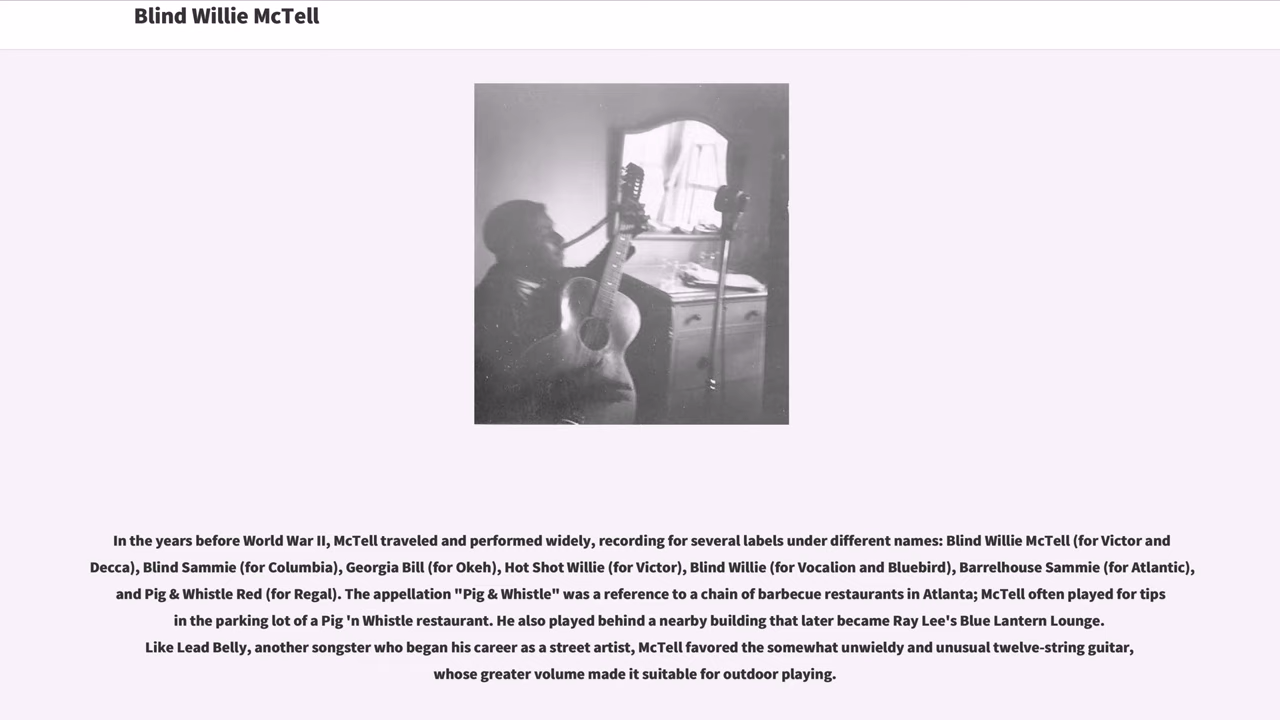 Blind Willie McTell
In the years before World War II, McTell traveled and performed widely, recording for several labels under different names: Blind Willie McTell (for Victor and
Decca), Blind Sammie (for Columbia), Georgia Bill (for Okeh), Hot Shot Willie (for Victor), Blind Willie (for Vocalion and Bluebird), Barrelhouse Sammie (for Atlantic),
and Pig & Whistle Red (for Regal). The appellation "Pig & Whistle" was a reference to a chain of barbecue restaurants in Atlanta; McTell often played for tips
in the parking lot of a Pig 'n Whistle restaurant. He also played behind a nearby building that later became Ray Lee's Blue Lantern Lounge.
Like Lead Belly, another songster who began his career as a street artist, McTell favored the somewhat unwieldy and unusual twelve-string guitar,
whose greater volume made it suitable for outdoor playing.